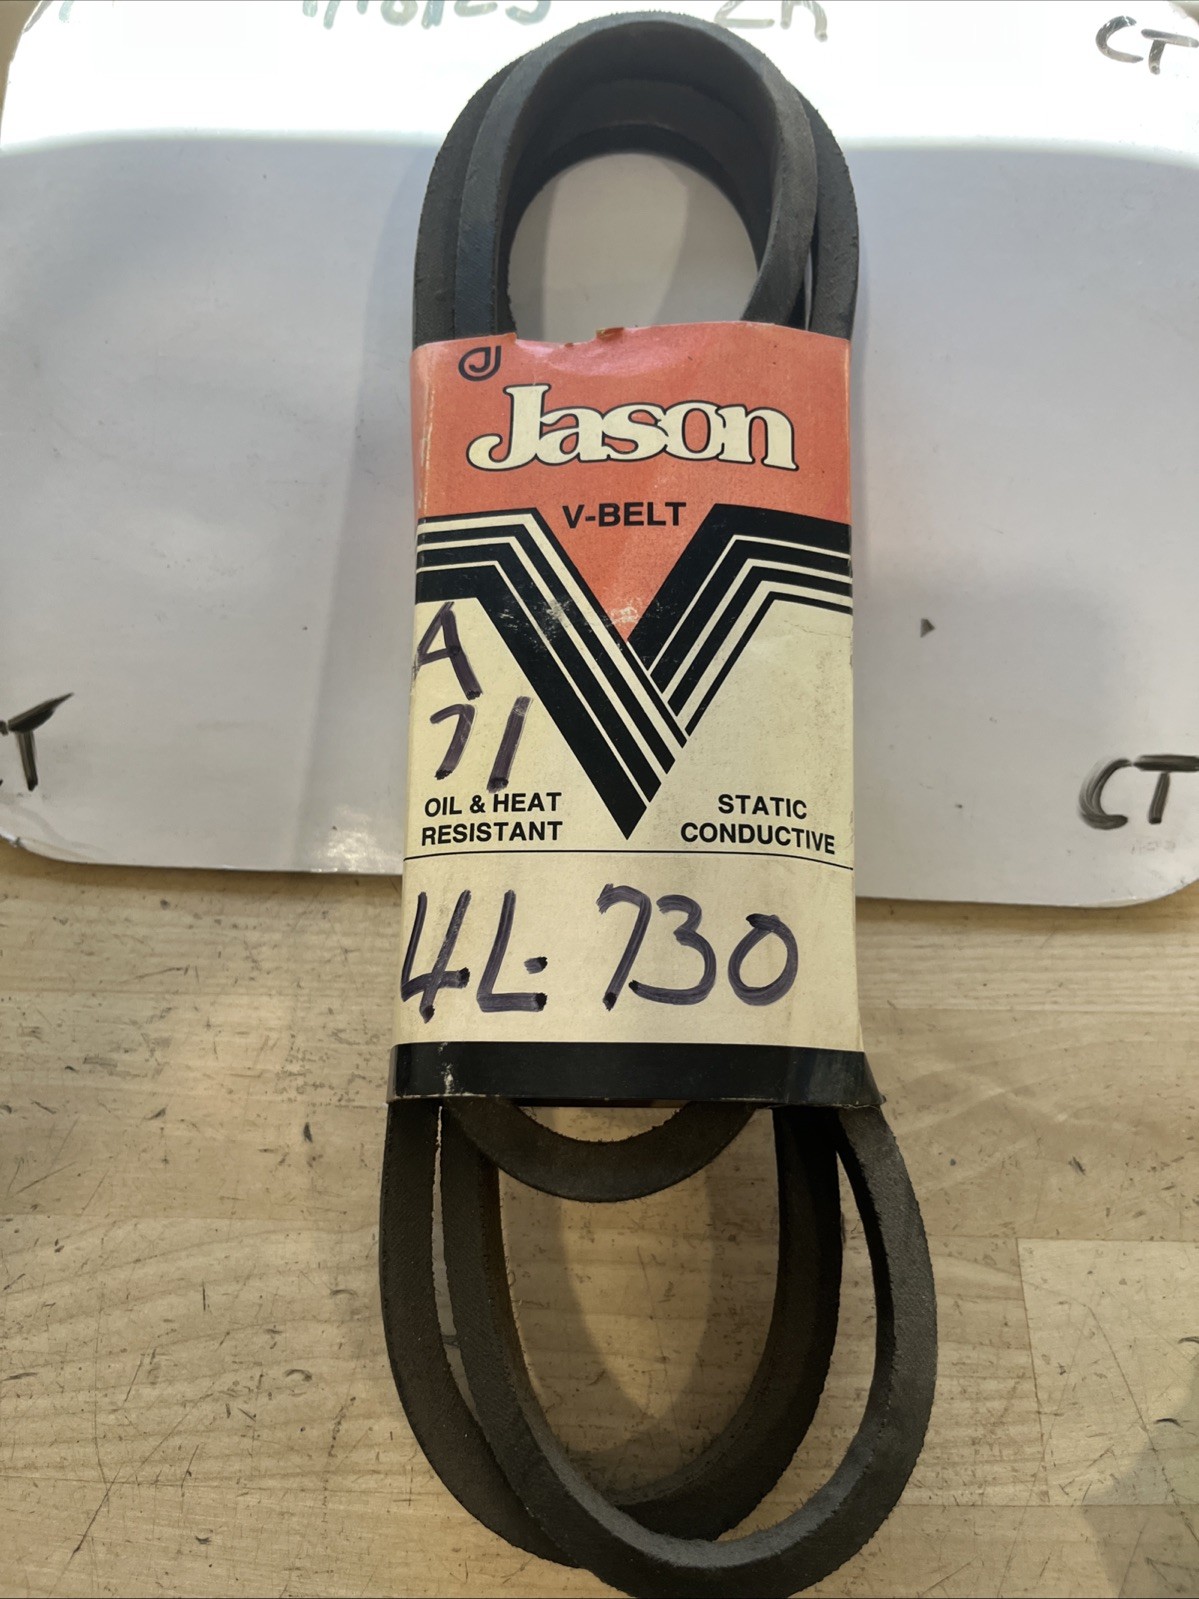 CT
Jason
V-BELT
A
71
OIL & HEAT
RESISTANT
STATIC
CONDUCTIVE
CT
4L-730